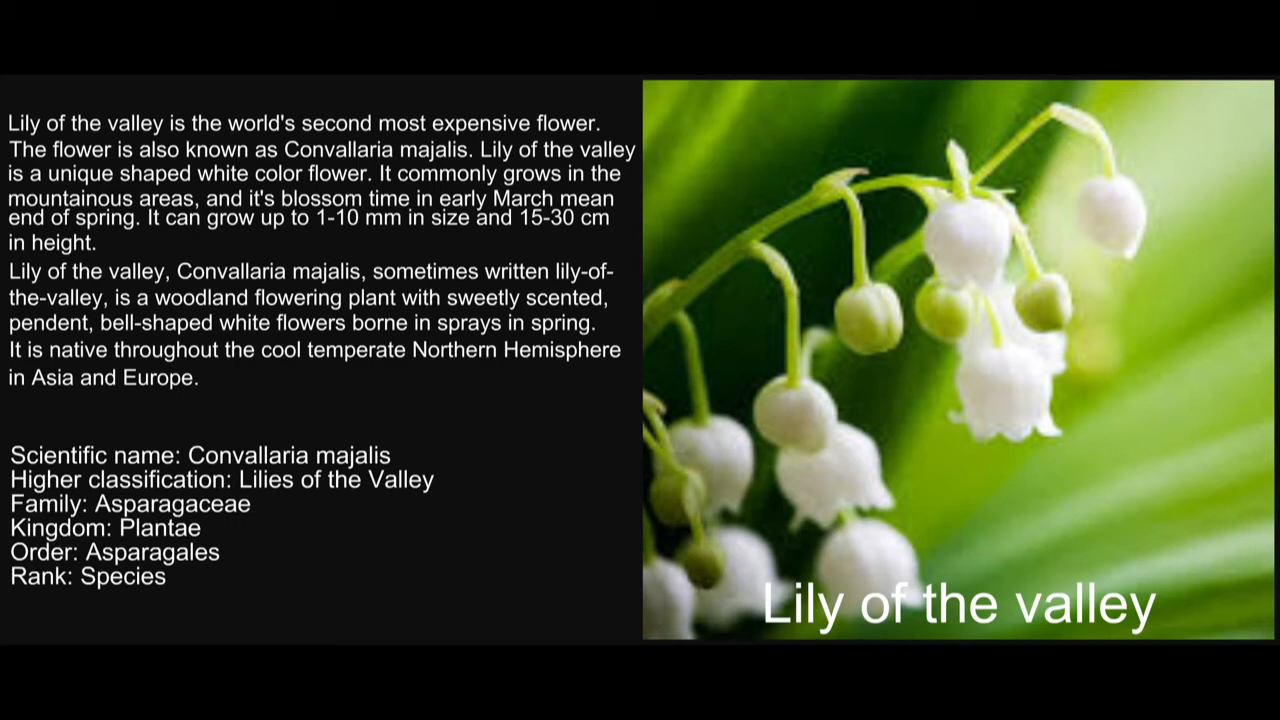 Lily of the valley is the world's second most expensive flower.
The flower is also known as Convallaria majalis. Lily of the valley
is a unique shaped white color flower. It commonly grows in the
mountainous areas, and it's blossom time in early March mean
end of spring. It can grow up to 1-10 mm in size and 15-30 cm
in height.
Lily of the valley, Convallaria majalis, sometimes written lily-of-
the-valley, is a woodland flowering plant with sweetly scented,
pendent, bell-shaped white flowers borne in sprays in spring.
It is native throughout the cool temperate Northern Hemisphere
in Asia and Europe.
Scientific name: Convallaria majalis
Higher classification: Lilies of the Valley
Family: Asparagaceae
Kingdom: Plantae
Order: Asparagales
Rank: Species
Lily of the valley